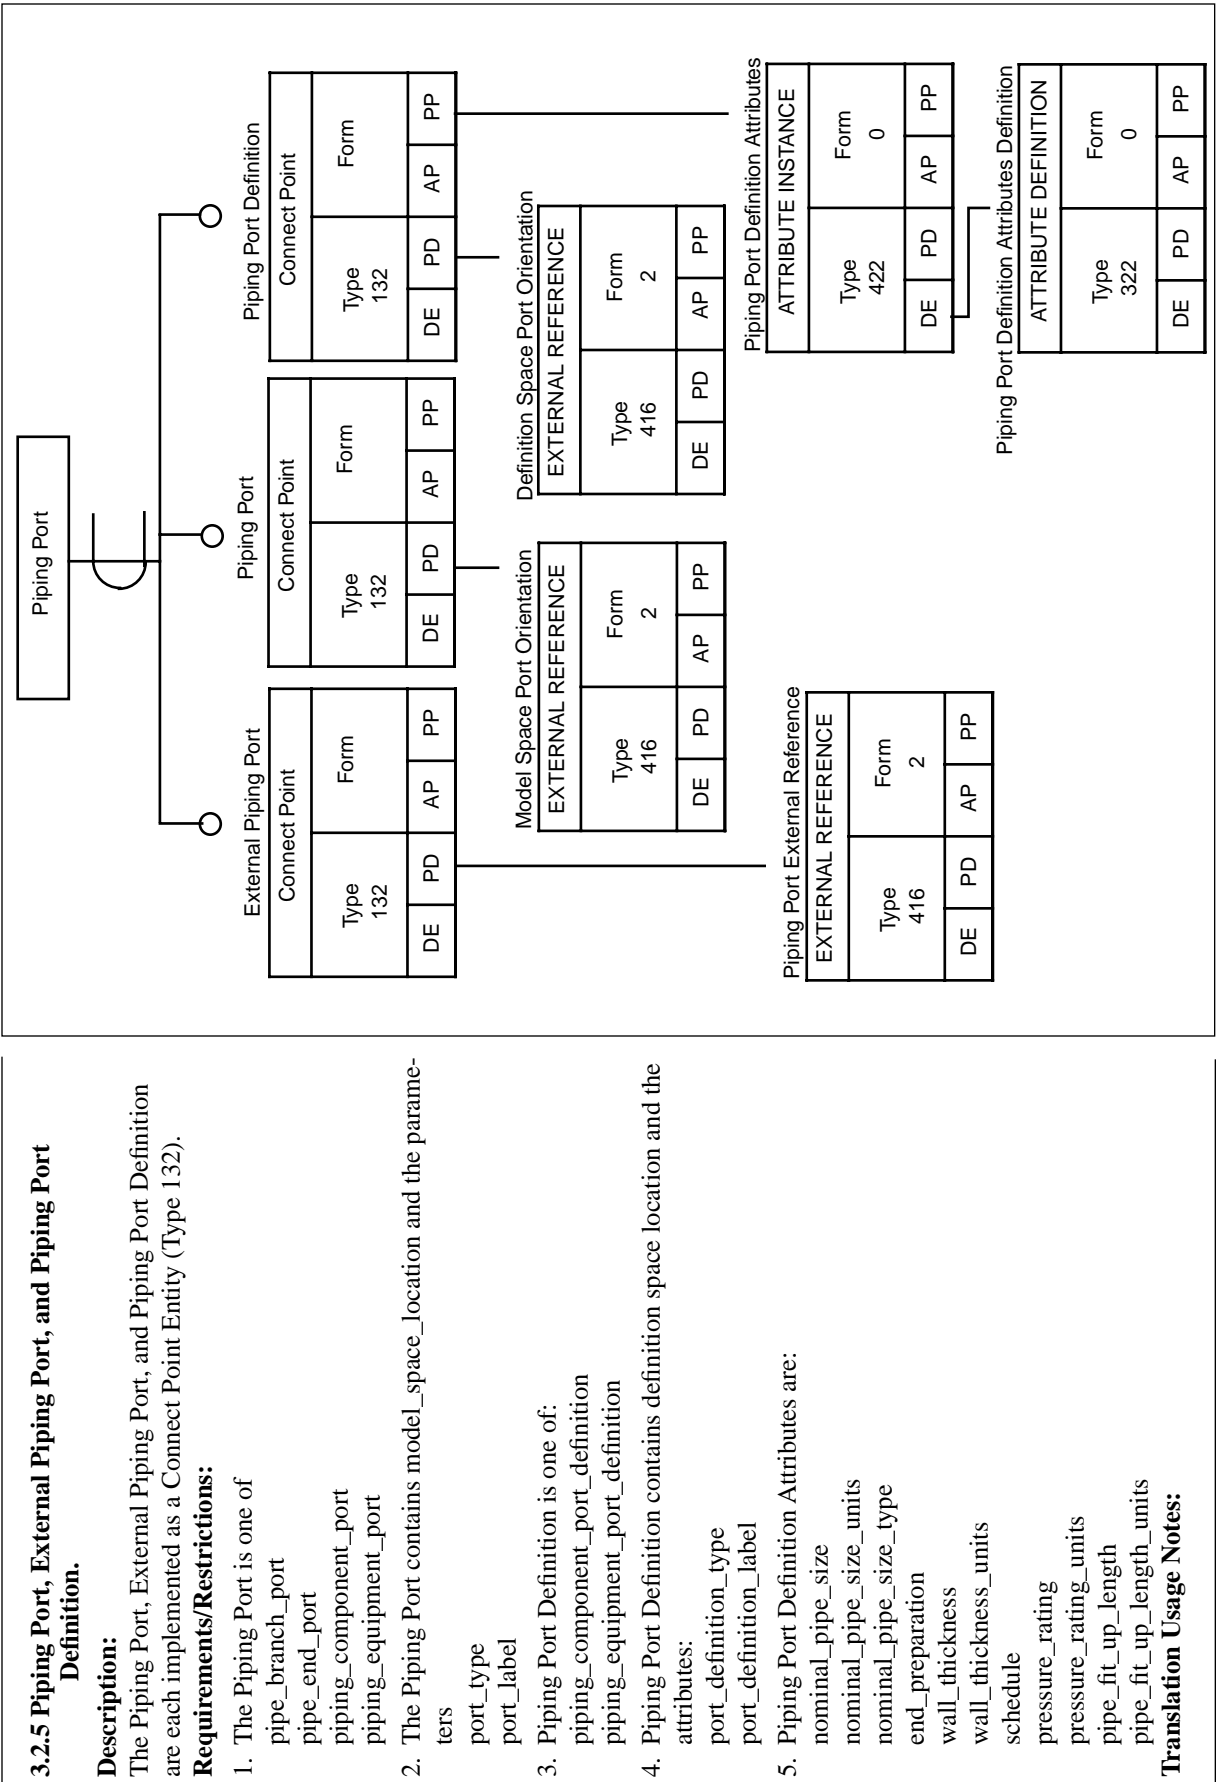 3.2.5 Piping Port, External Piping Port, and Piping Port
Definition.
Description:
The Piping Port, External Piping Port, and Piping Port Definition
are each implemented as a Connect Point Entity (Type 132).
Requirements/Restrictions:
1. The Piping Port is one of
pipe_branch_port
pipe_end_port
piping_component_port
piping_equipment_port
2. The Piping Port contains model_space_location and the parame-
ters
port_type
port_label
3. Piping Port Definition is one of:
piping_component_port_definition
piping_equipment_port_definition
4. Piping Port Definition contains definition space location and the
attributes:
port_definition_type
port_definition_label
5. Piping Port Definition Attributes are:
nominal_pipe_size
nominal_pipe_size_units
nominal_pipe_size_type
end_preparation
wall_thickness
wall_thickness_units
schedule
pressure_rating
pressure_rating_units
pipe_fit_up_length
pipe_fit_up_length_units
Translation Usage Notes:
Piping Port
External Piping Port
Connect Point
Type
132
Form
DE PD AP PP
Piping Port
Connect Point
Type
132
Form
DE PD AP PP
Piping Port Definition
Connect Point
Type
132
Form
DE PD AP PP
Model Space Port Orientation
EXTERNAL REFERENCE
Type
416
Form
2
DE PD AP PP
Definition Space Port Orientation
EXTERNAL REFERENCE
Type
416
Form
2
DE PD AP PP
Piping Port External Reference
EXTERNAL REFERENCE
Type
416
Form
2
DE PD AP PP
Piping Port Definition Attributes
ATTRIBUTE INSTANCE
Type
422
Form
0
DE PD AP PP
Piping Port Definition Attributes Definition
ATTRIBUTE DEFINITION
Type
322
Form
0
DE PD AP PP